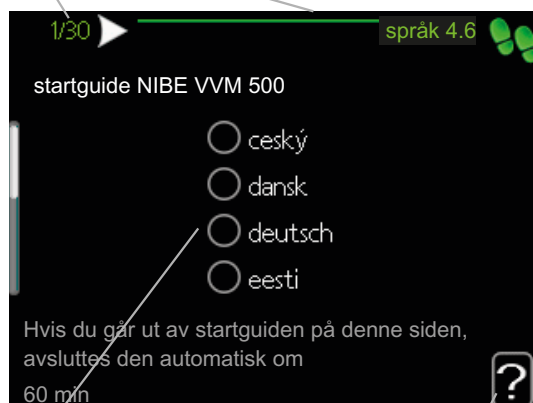 1/30
språk 4.6
startguide NIBE VVM 500
ceský
dansk
deutsch
eesti
Hvis du går ut av startguiden på denne siden,
avsluttes den automatisk om
60 min
?